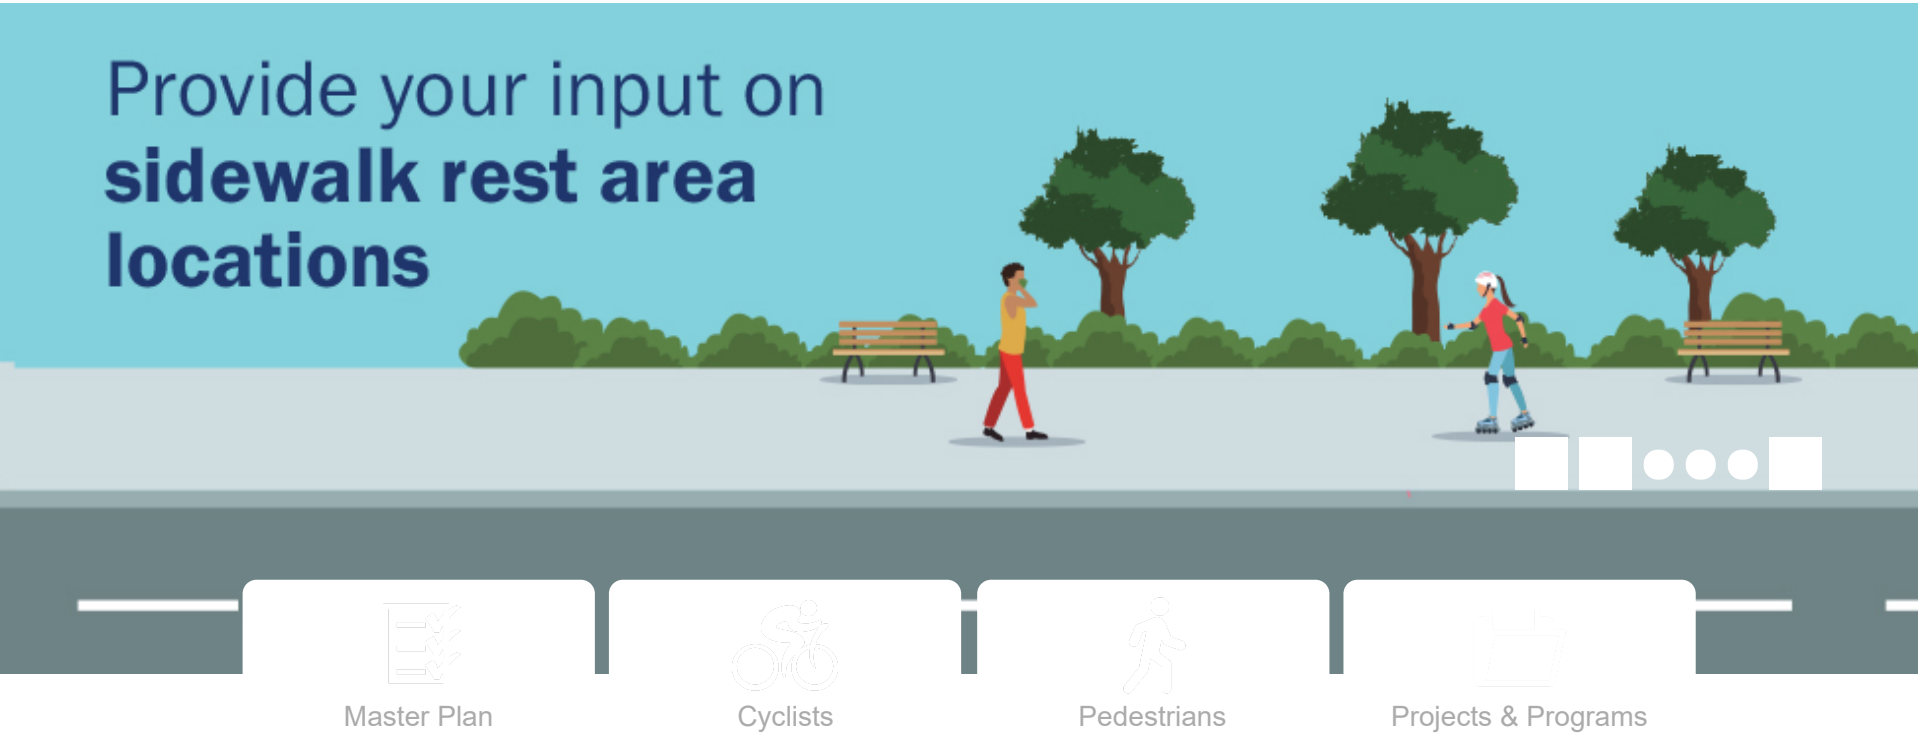 Provide your input on
sidewalk rest area
locations
Master Plan
Cyclists
Pedestrians
Projects & Programs